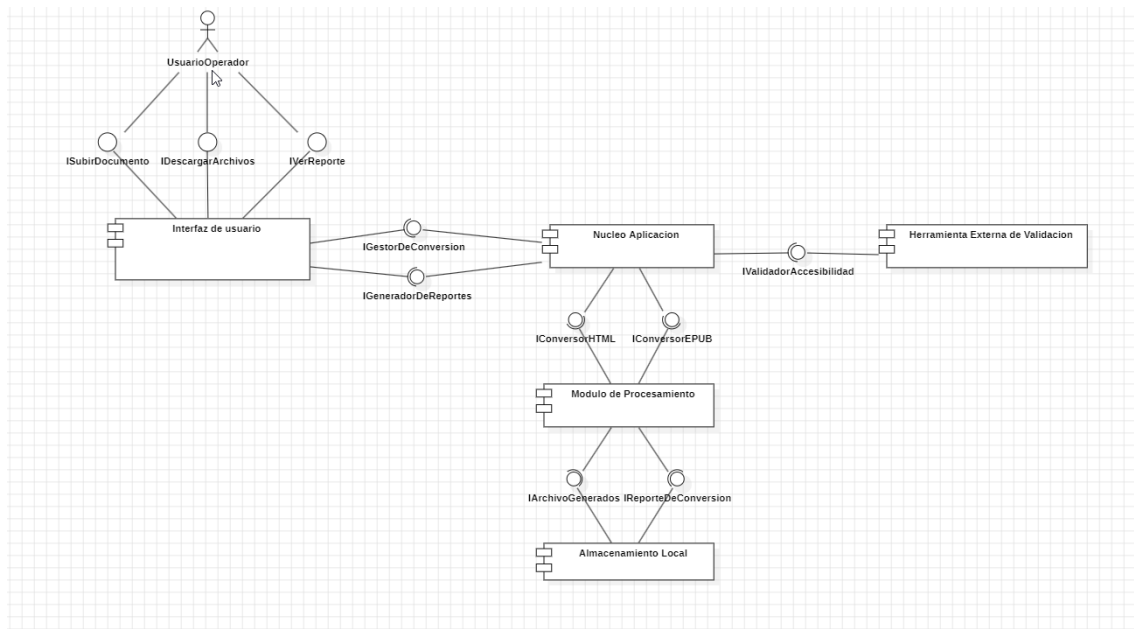 UsuarioOperador
ISubirDocumento
IDescargarArchivos
IVerReporte
Interfaz de usuario
IGestorDeConversion
IGeneradorDeReportes
Nucleo Aplicacion
IValidadorAccesibilidad
Herramienta Externa de Validacion
IConversorHTML
IConversorEPUB
Modulo de Procesamiento
IArchivoGenerados
IReporteDeConversion
Almacenamiento Local